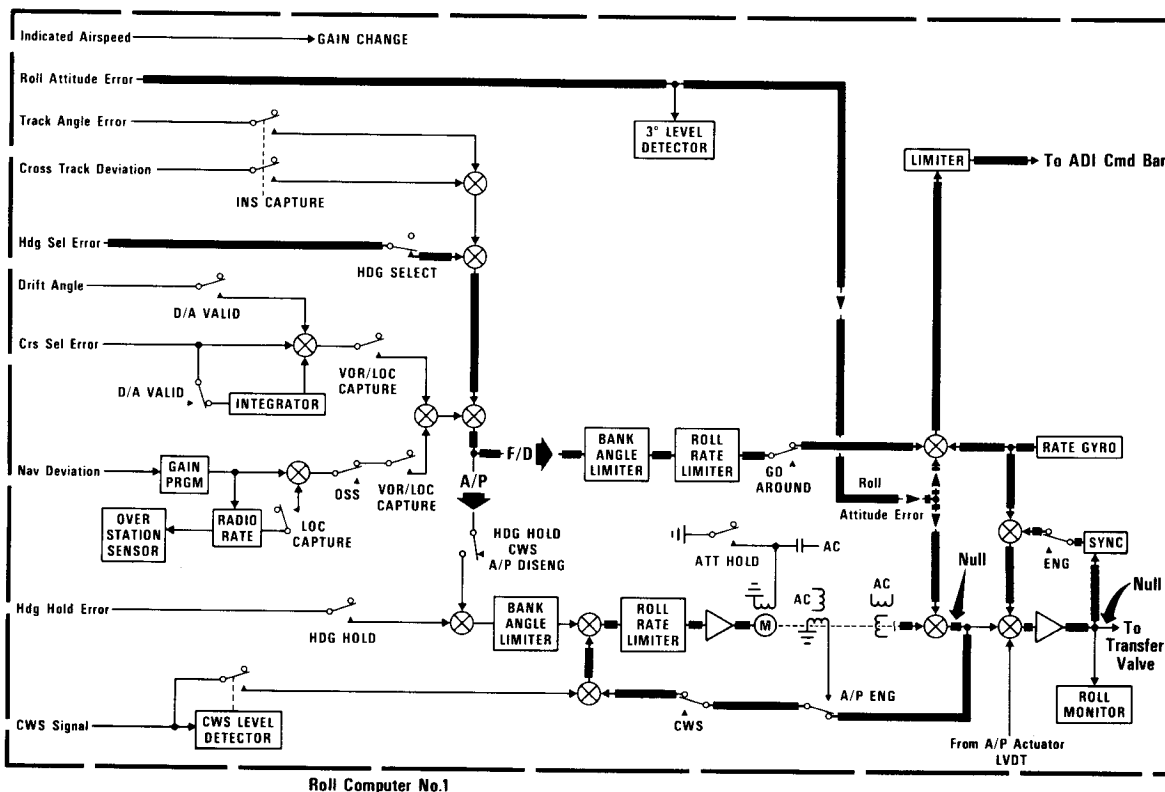 Indicated Airspeed
GAIN CHANGE
Roll Attitude Error
Track Angle Error
3° LEVEL
DETECTOR
LIMITER
To ADI Cmd Bar
Cross Track Deviation
INS CAPTURE
Hdg Sel Error
HDG SELECT
Drift Angle
D/A VALID
Crs Sel Error
VOR/LOC
CAPTURE
D/A VALID
INTEGRATOR
F/D
BANK
ANGLE
LIMITER
ROLL
RATE
LIMITER
GO
AROUND
RATE GYRO
Nav Deviation
GAIN
PRGM
OSS
VOR/LOC
CAPTURE
A/P
Roll
Attitude Error
OVER
STATION
SENSOR
RADIO
RATE
LOC
CAPTURE
HDG HOLD
CWS
A/P DISENG
ATT HOLD
AC
SYNC
ENG
Null
Null
AC
AC
Hdg Hold Error
HDG HOLD
BANK
ANGLE
LIMITER
ROLL
RATE
LIMITER
M
To
Transfer
Valve
A/P ENG
ROLL
MONITOR
CWS Signal
CWS LEVEL
DETECTOR
CWS
From A/P Actuator
LVDT
Roll Computer No.1